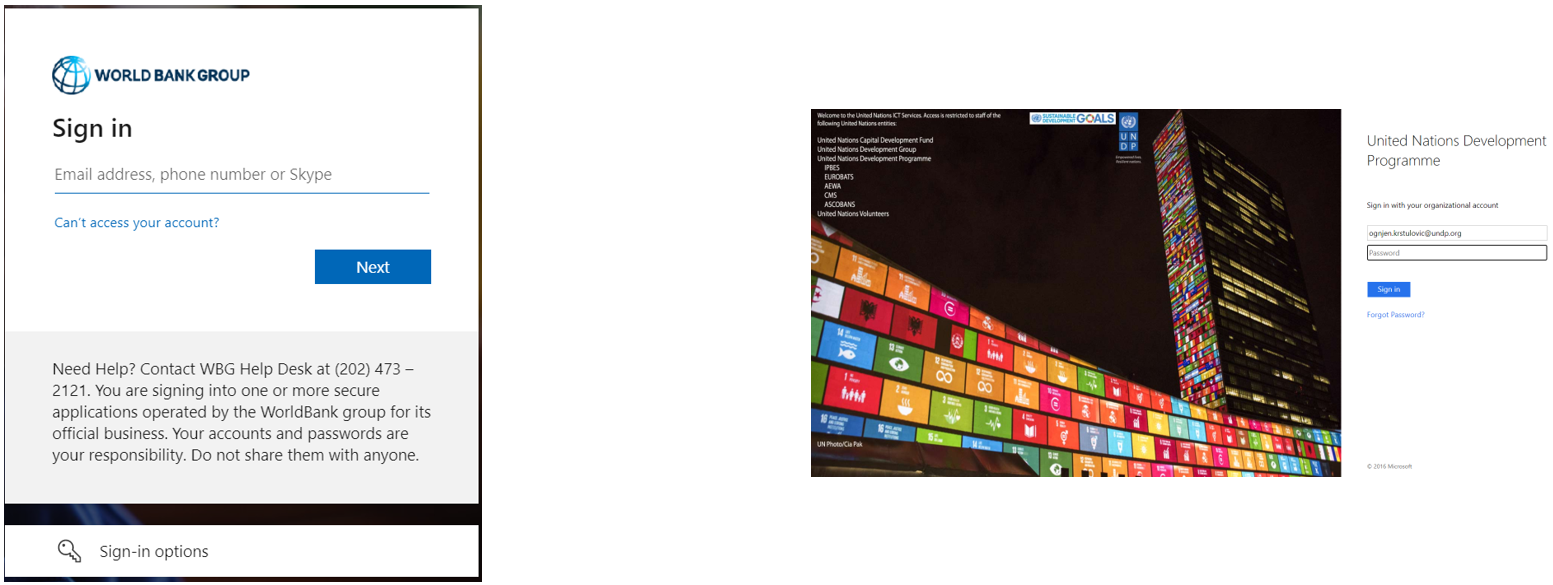 WORLD BANK GROUP
Sign in
Email address, phone number or Skype
Can't access your account?
Next
Need Help? Contact WBG Help Desk at (202) 473 –
2121. You are signing into one or more secure
applications operated by the WorldBank group for its
official business. Your accounts and passwords are
your responsibility. Do not share them with anyone.
Sign-in options
Welcome to the United Nations ICT Services. Access is restricted to staff of the
following United Nations entities:
United Nations Capital Development Fund
United Nations Development Group
United Nations Development Programme
IPBES
EUROBATS
AEWA
CMS
ASCOBANS
United Nations Volunteers
SUSTAINABLE DEVELOPMENT GOALS
U N
D P
Empowered lives.
Resilient nations.
UN Photo/Cia Pak
United Nations Development
Programme
Sign in with your organizational account
ognjen.krstulovic@undp.org
Password
Sign in
Forgot Password?
© 2016 Microsoft